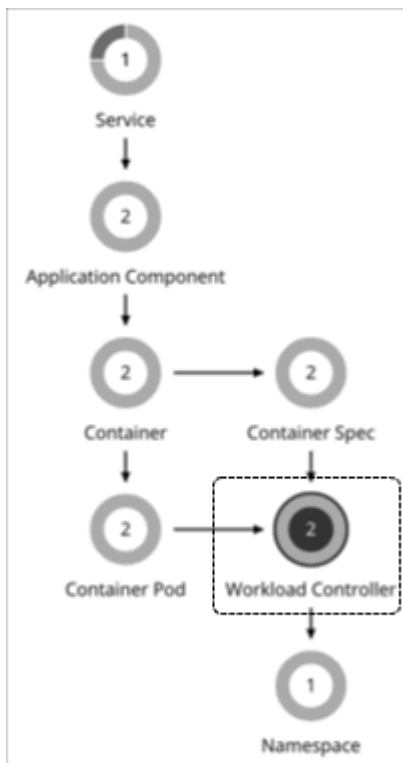 1
Service
2
Application Component
2
2
Container
Container Spec
2
2
Container Pod
Workload Controller
1
Namespace